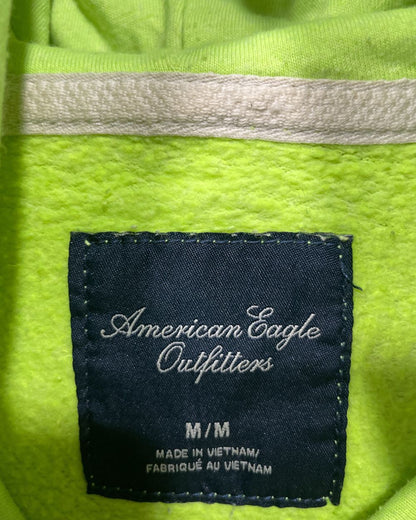 American Eagle
Outfitters
M/M
MADE IN VIETNAM/
FABRIQUÉ AU VIETNAM